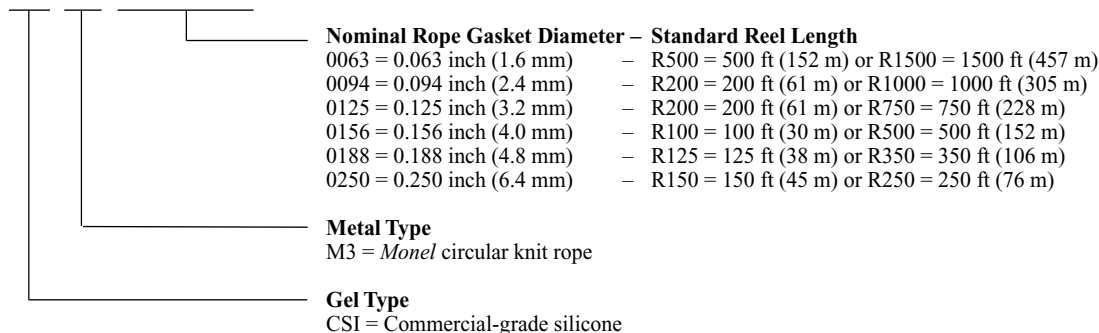 Nominal Rope Gasket Diameter – Standard Reel Length
0063 = 0.063 inch (1.6 mm) – R500 = 500 ft (152 m) or R1500 = 1500 ft (457 m)
0094 = 0.094 inch (2.4 mm) – R200 = 200 ft (61 m) or R1000 = 1000 ft (305 m)
0125 = 0.125 inch (3.2 mm) – R200 = 200 ft (61 m) or R750 = 750 ft (228 m)
0156 = 0.156 inch (4.0 mm) – R100 = 100 ft (30 m) or R500 = 500 ft (152 m)
0188 = 0.188 inch (4.8 mm) – R125 = 125 ft (38 m) or R350 = 350 ft (106 m)
0250 = 0.250 inch (6.4 mm) – R150 = 150 ft (45 m) or R250 = 250 ft (76 m)
Metal Type
M3 = Monel circular knit rope
Gel Type
CSI = Commercial-grade silicone